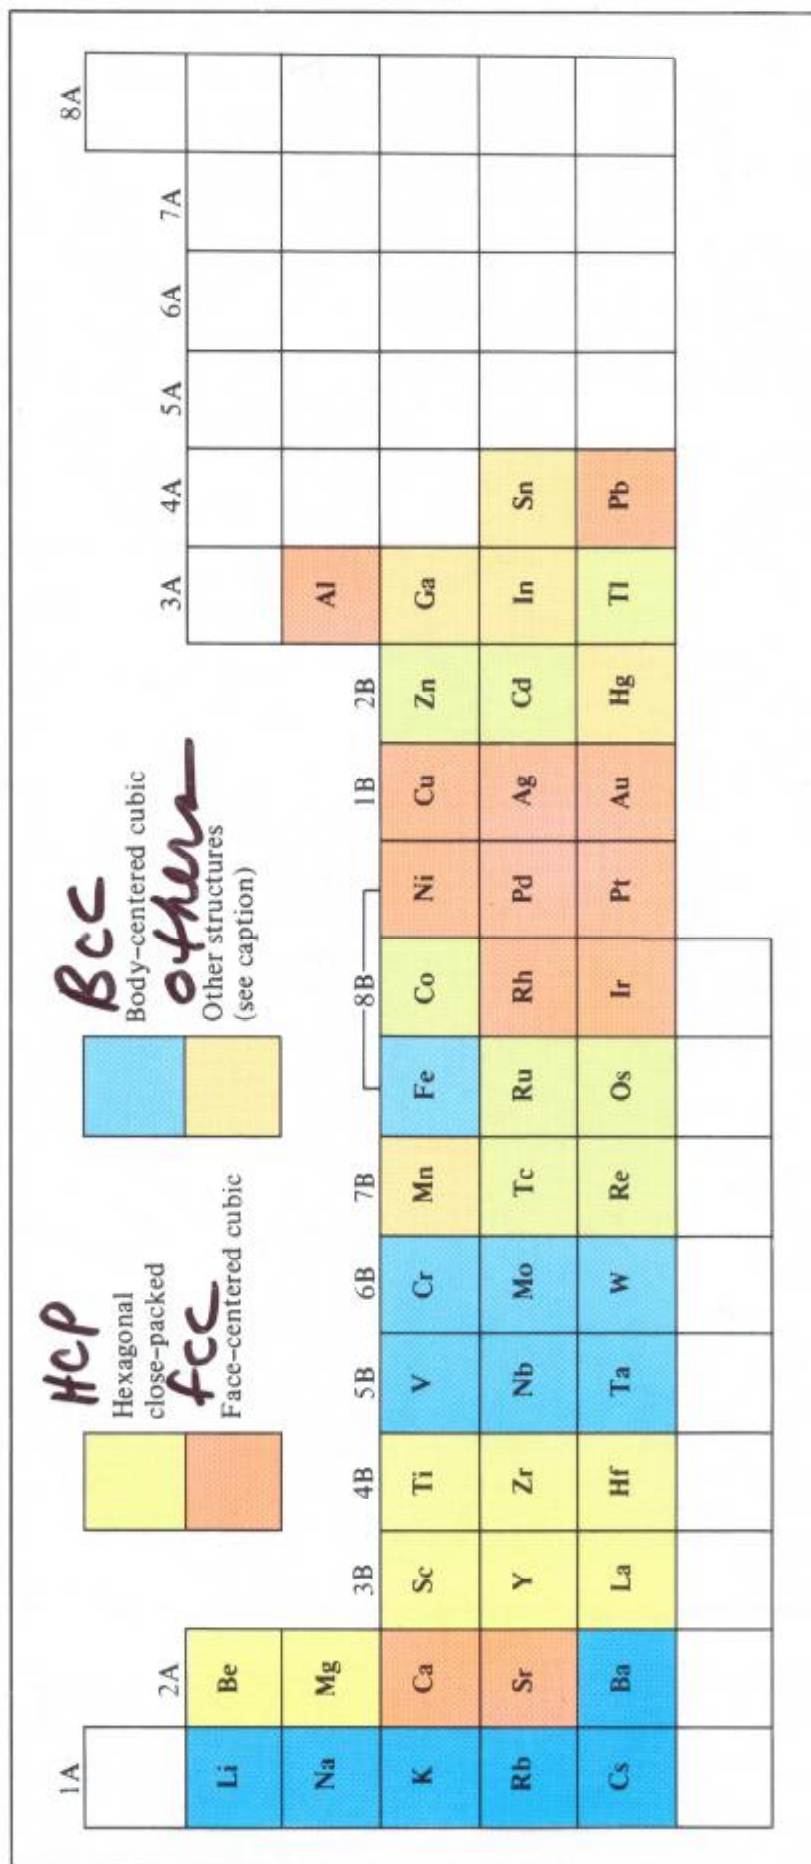 HCP
Hexagonal
close-packed
fcc
Face-centered cubic
Bcc
Body-centered cubic
others
Other structures
(see caption)
1A
8A
2A
3A
4A
5A
6A
7A
Li
Be
Na
Mg
3B
4B
5B
6B
7B
8B
1B
2B
Al
K
Ca
Sc
Ti
V
Cr
Mn
Fe
Co
Ni
Cu
Zn
Ga
Rb
Sr
Y
Zr
Nb
Mo
Tc
Ru
Rh
Pd
Ag
Cd
In
Sn
Cs
Ba
La
Hf
Ta
W
Re
Os
Ir
Pt
Au
Hg
Tl
Pb